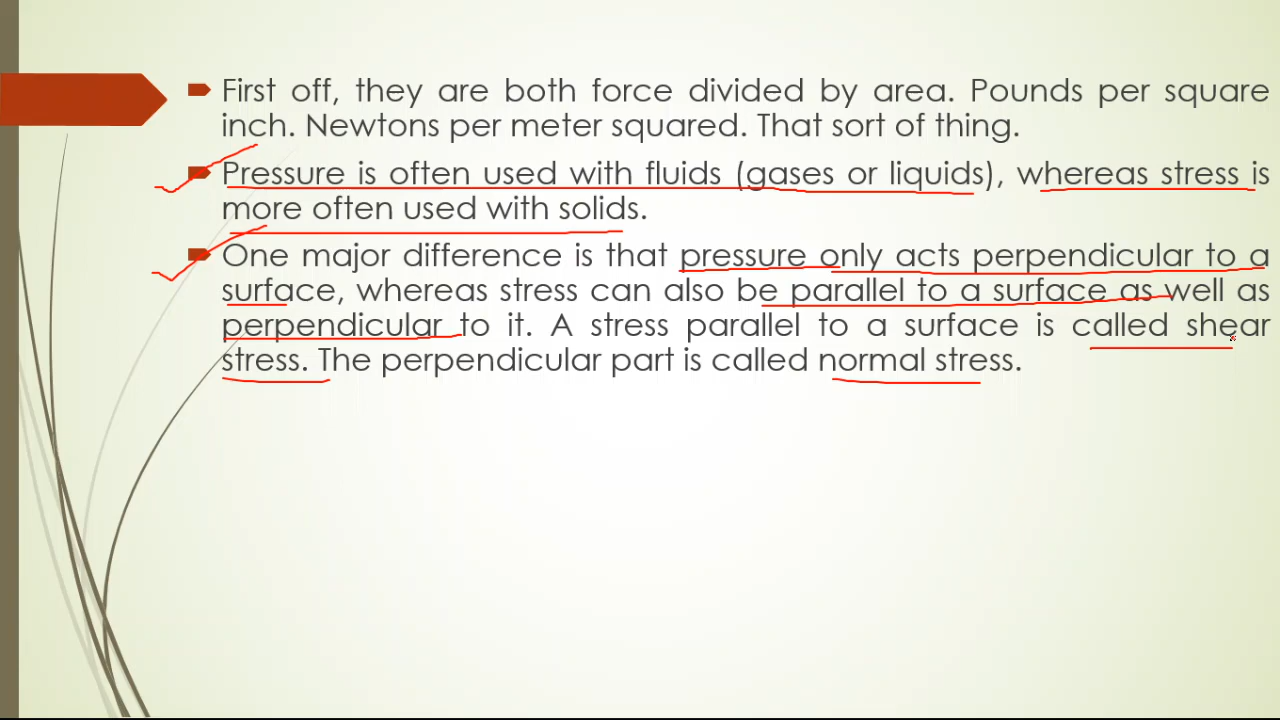 First off, they are both force divided by area. Pounds per square
inch. Newtons per meter squared. That sort of thing.
Pressure is often used with fluids (gases or liquids), whereas stress is
more often used with solids.
One major difference is that pressure only acts perpendicular to a
surface, whereas stress can also be parallel to a surface as well as
perpendicular to it. A stress parallel to a surface is called shear
stress. The perpendicular part is called normal stress.